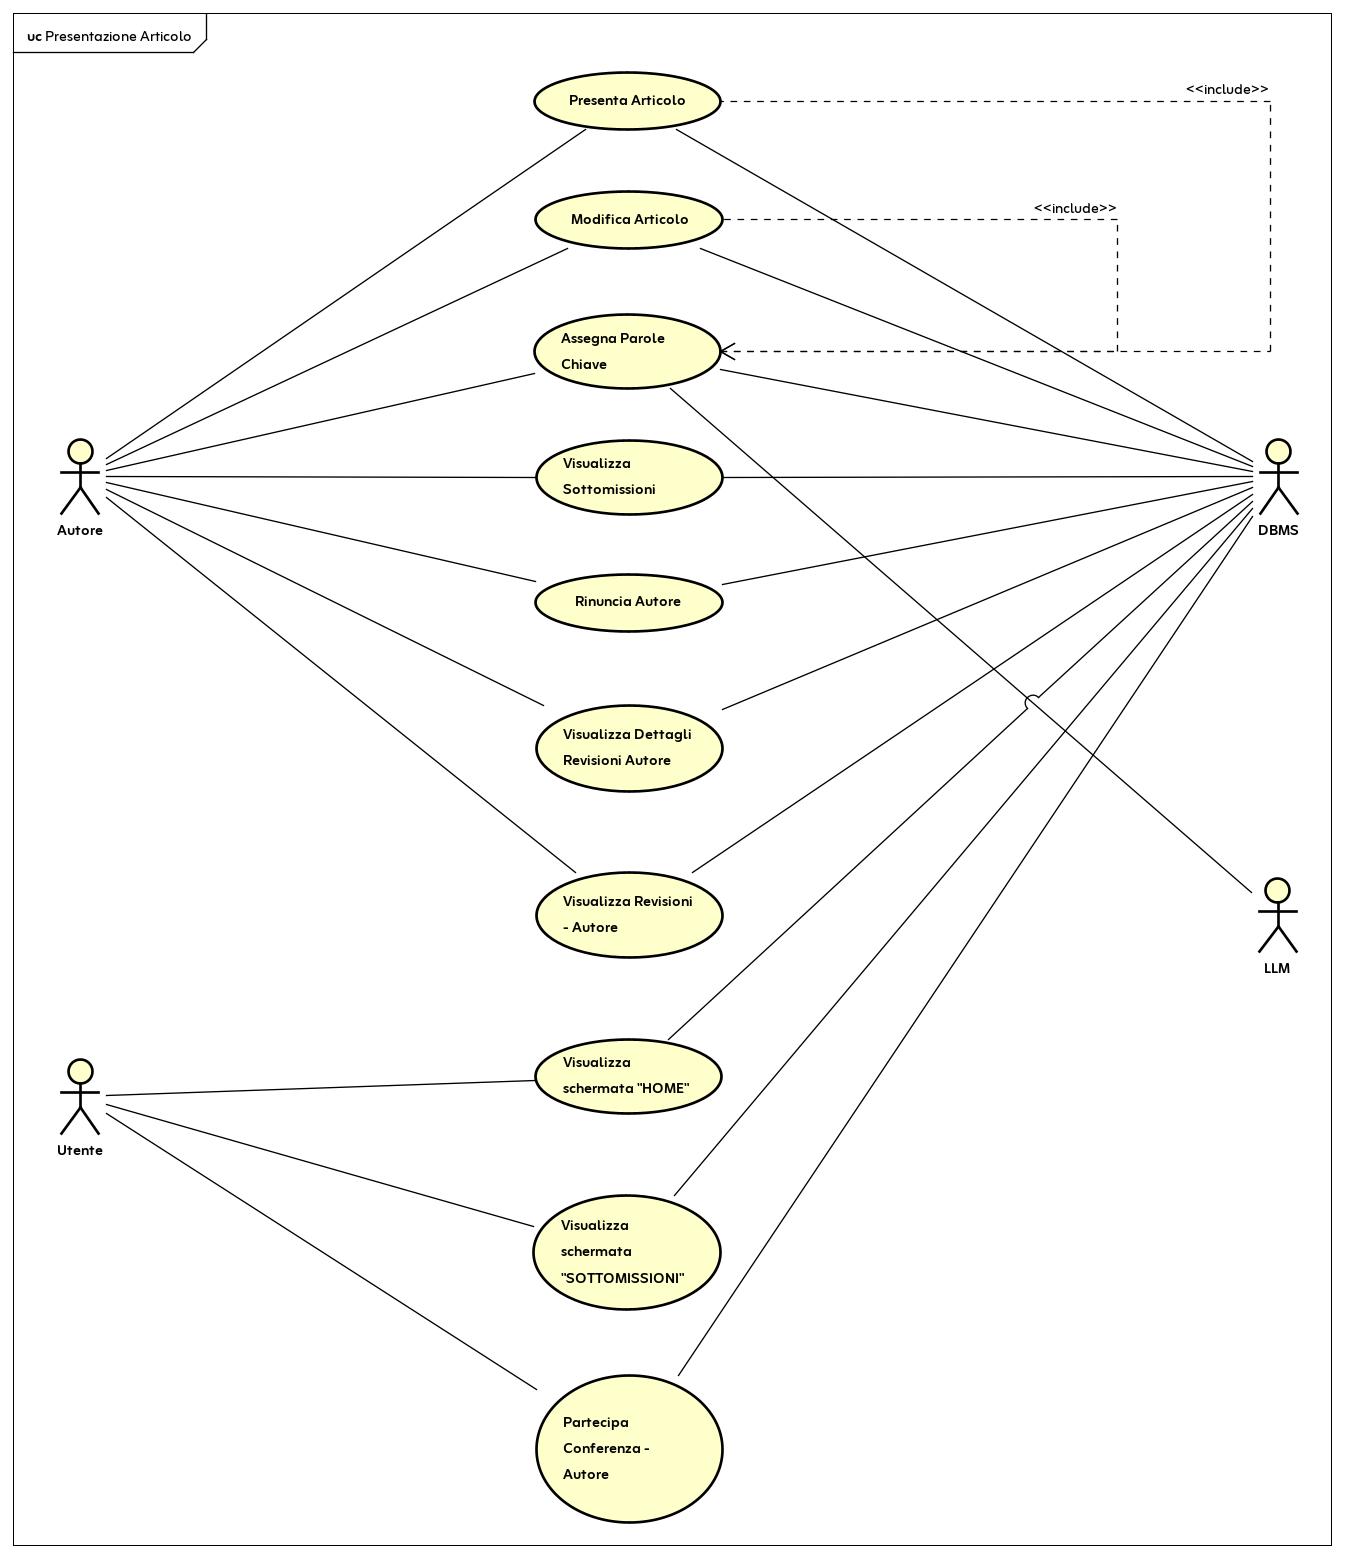 uc Presentazione Articolo
<<include>>
Presenta Articolo
<<include>>
Modifica Articolo
Assegna Parole
Chiave
Visualizza
Sottomissioni
Autore
DBMS
Rinuncia Autore
Visualizza Dettagli
Revisioni Autore
Visualizza Revisioni
- Autore
LLM
Visualizza
schermata "HOME"
Utente
Visualizza
schermata
"SOTTOMISSIONI"
Partecipa
Conferenza -
Autore